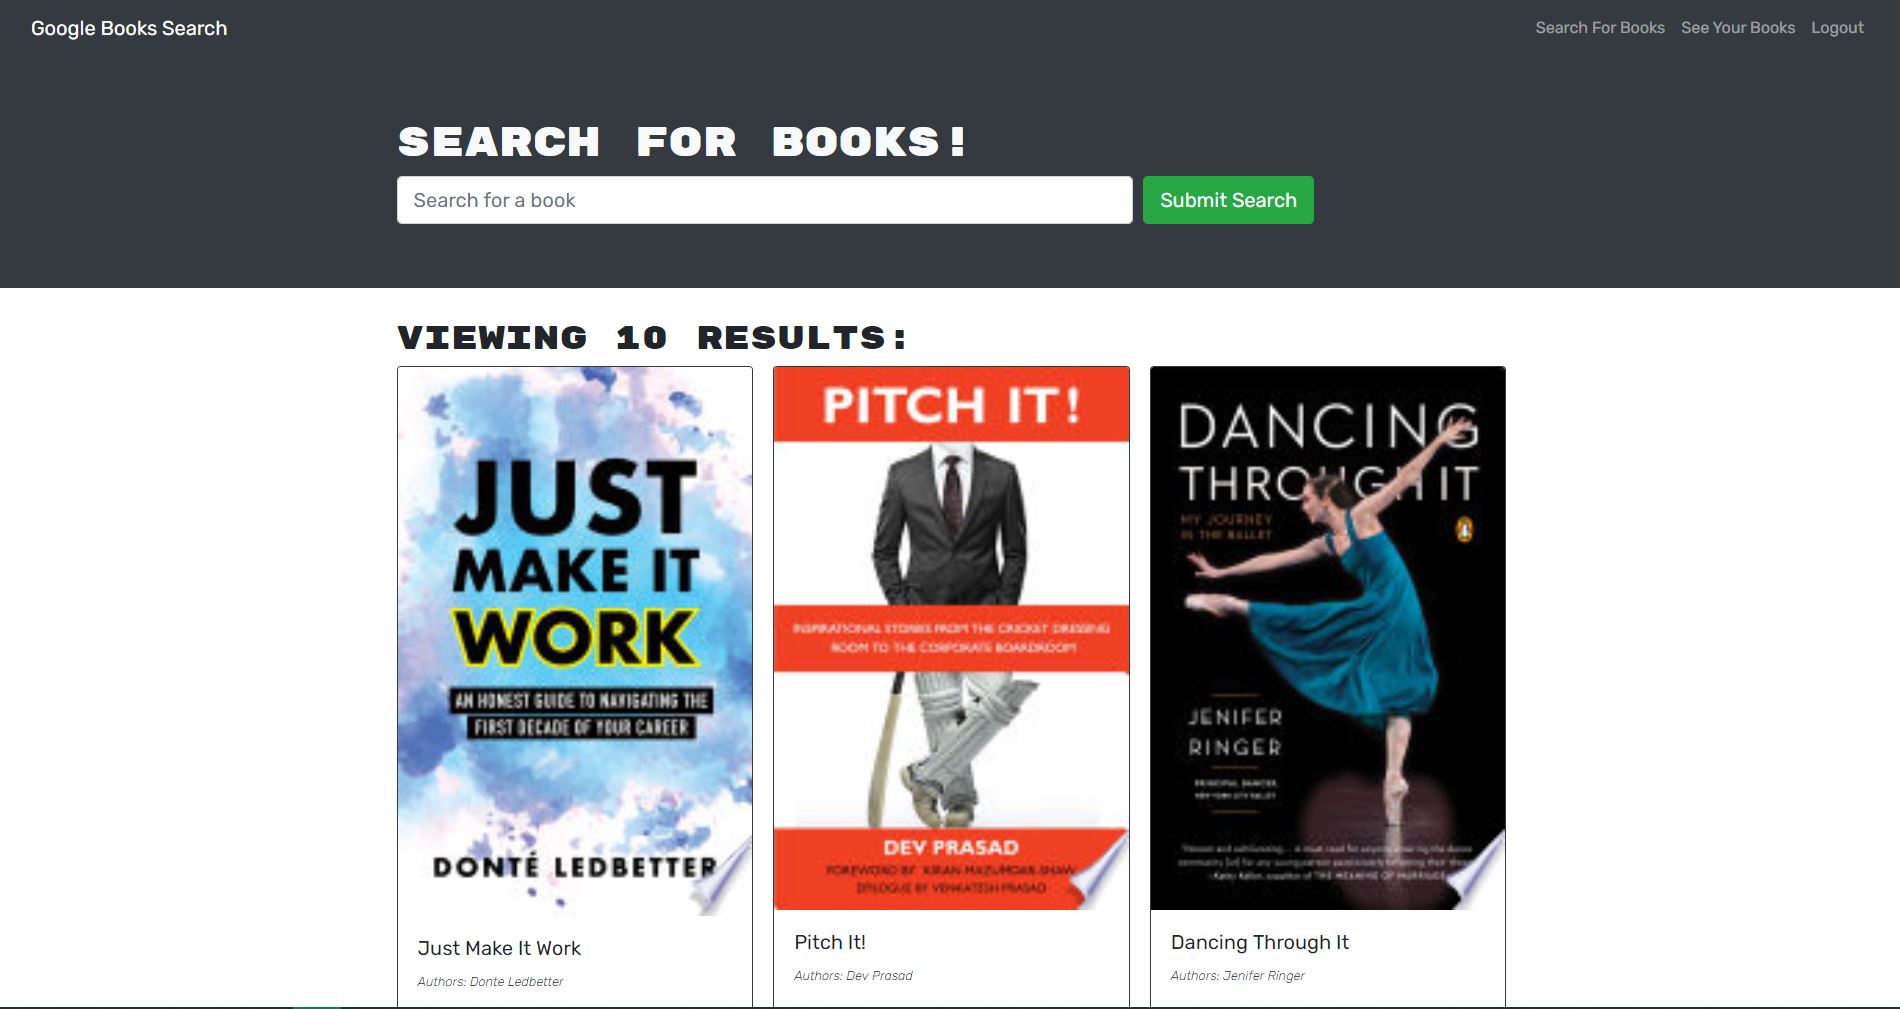 Google Books Search
Search For Books See Your Books Logout
SEARCH FOR BOOKS!
Search for a book
Submit Search
VIEWING 10 RESULTS:
JUST
MAKE IT
WORK
AN HONEST GUIDE TO NAVIGATING THE
FIRST DECADE OF YOUR CAREER
DONTÉ LEDBETTER
Just Make It Work
Authors: Donte Ledbetter
PITCH IT!
INSPIRATIONAL STORIES FROM THE CRICKET DRESSING
ROOM TO THE CORPORATE BOARDROOM
DEV PRASAD
FOREWORD BY KIRAN MAZUMDAR-SHAW
EPILOGUE BY VENKATESH PRASAD
Pitch It!
Authors: Dev Prasad
DANCING
THROUGH IT
MY JOURNEY
IN THE BALLET
JENIFER
RINGER
PRINCIPAL DANCER,
NEW YORK CITY BALLET
Dancing Through It
Authors: Jenifer Ringer